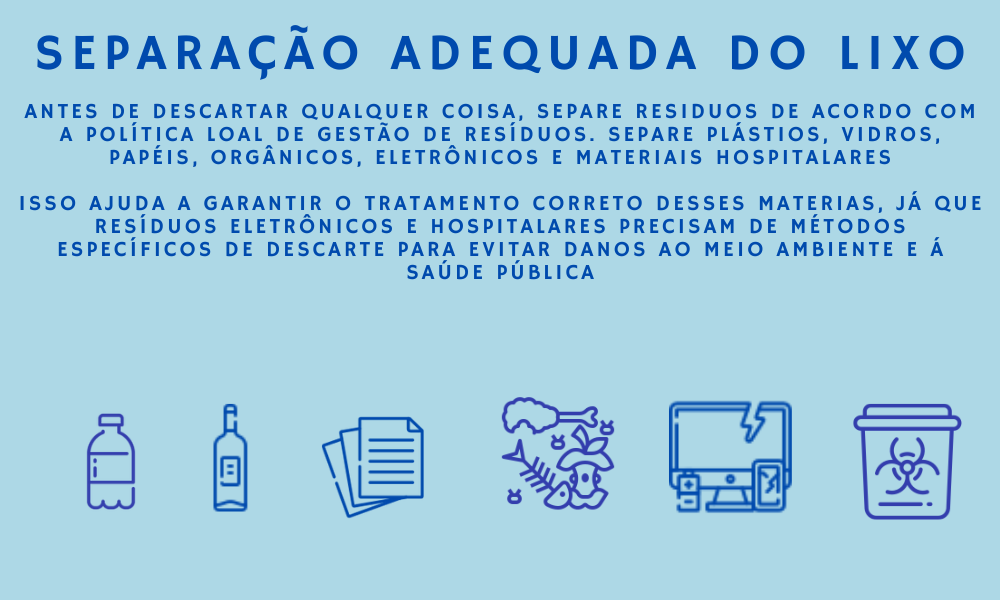 SEPARAÇÃO ADEQUADA DO LIXO
ANTES DE DESCARTAR QUALQUER COISA, SEPARE RESIDUOS DE ACORDO COM
A POLÍTICA LOAL DE GESTÃO DE RESÍDUOS. SEPARE PLÁSTIOS, VIDROS,
PAPÉIS, ORGÂNICOS, ELETRÔNICOS E MATERIAIS HOSPITALARES
ISSO AJUDA A GARANTIR O TRATAMENTO CORRETO DESSES MATERIAS, JÁ QUE
RESÍDUOS ELETRÔNICOS E HOSPITALARES PRECISAM DE MÉTODOS
ESPECÍFICOS DE DESCARTE PARA EVITAR DANOS AO MEIO AMBIENTE E Á
SAÚDE PÚBLICA